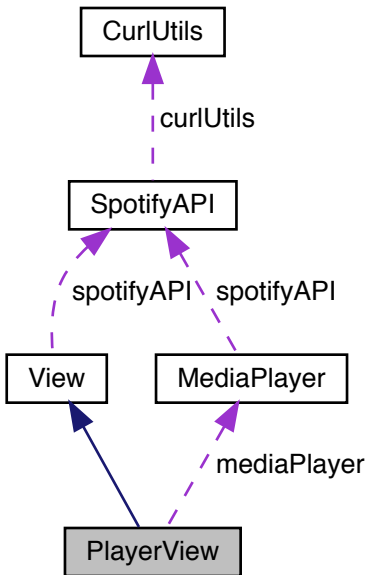 CurlUtils
curlUtils
SpotifyAPI
spotifyAPI
spotifyAPI
View
MediaPlayer
mediaPlayer
PlayerView